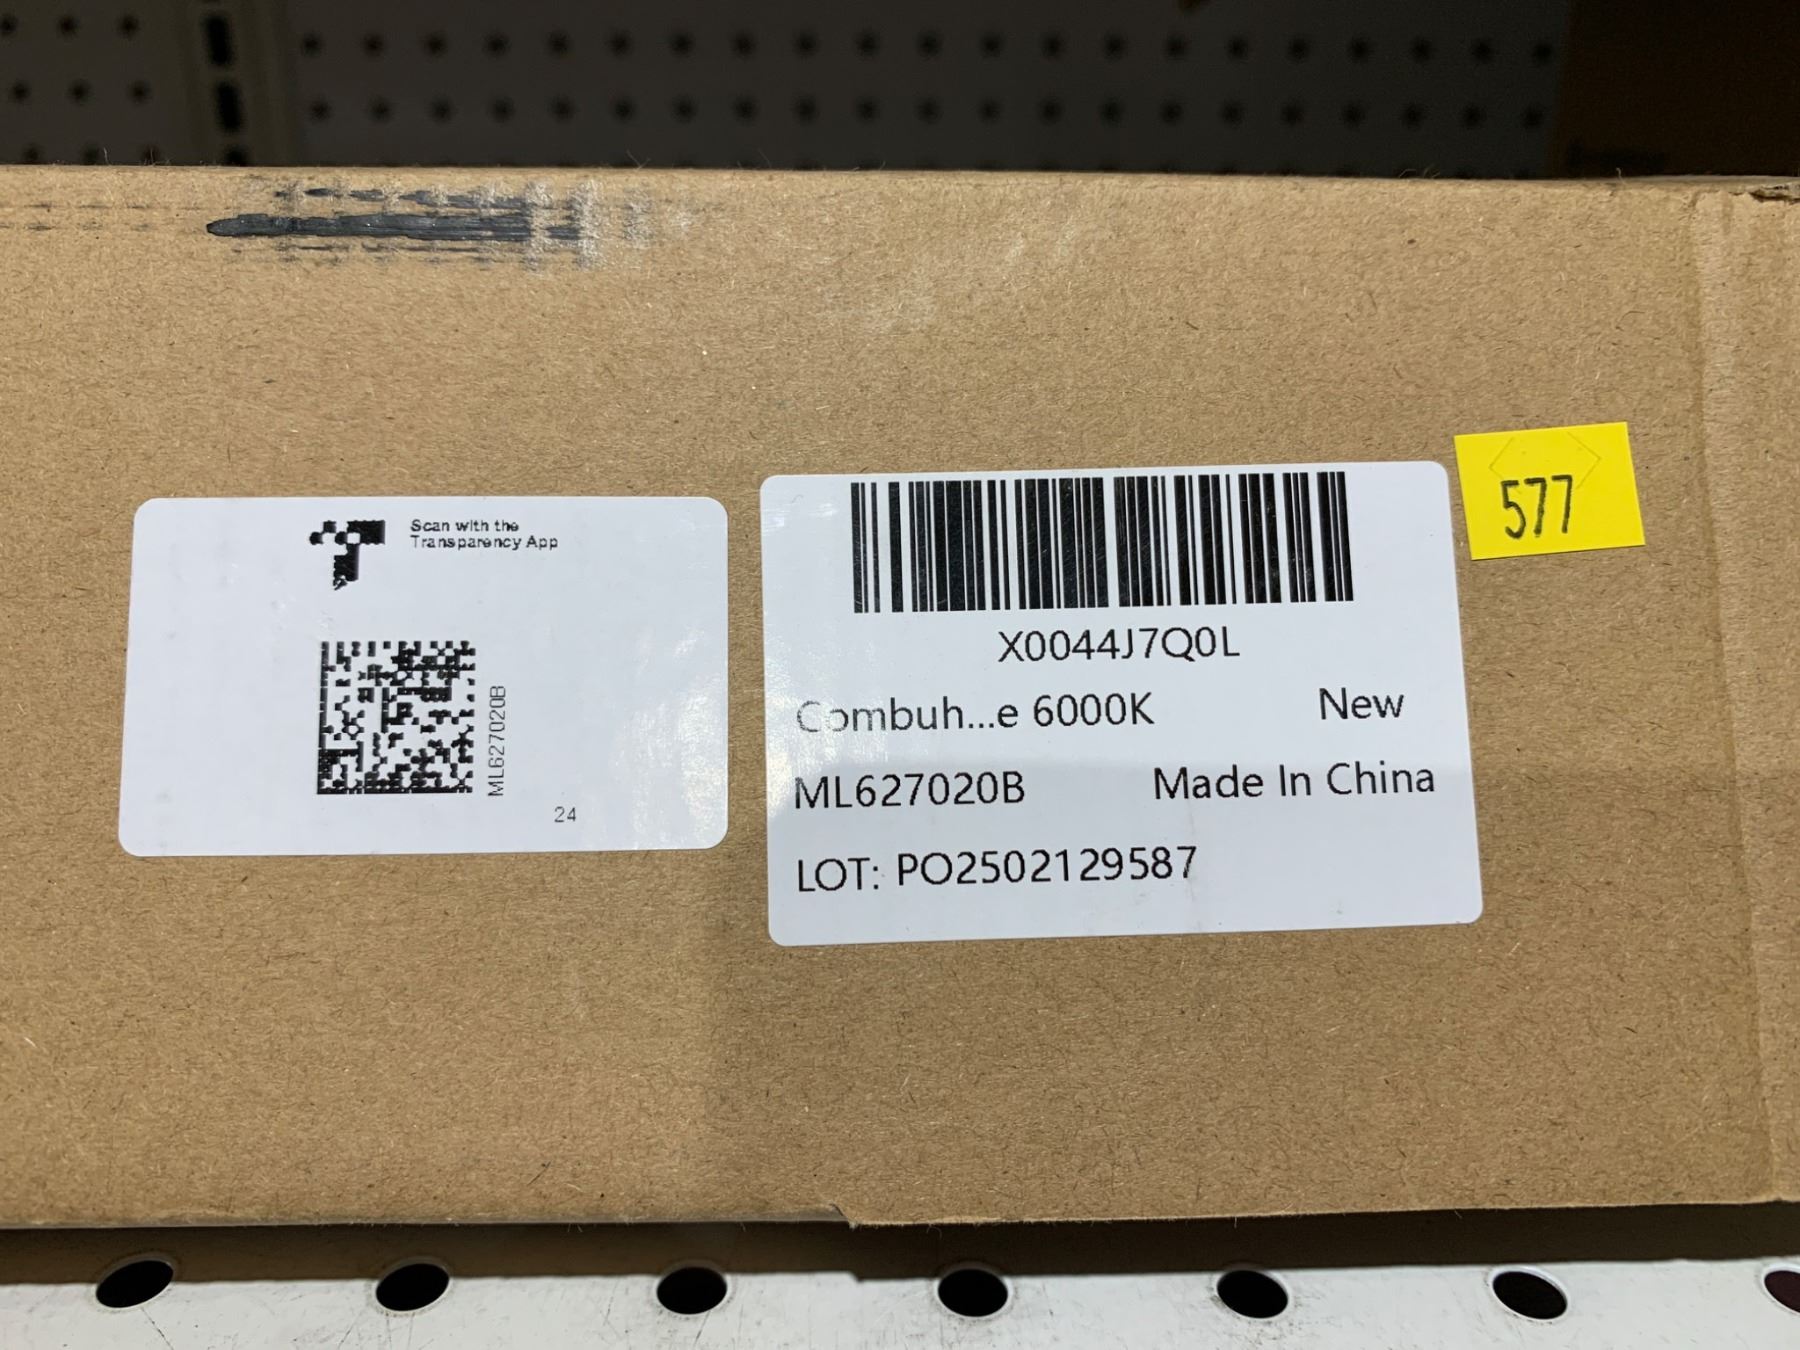 Scan with the
Transparency App
ML627020B
24
X0044J7Q0L
Combuh...e 6000K New
ML627020B Made In China
LOT: PO2502129587
577